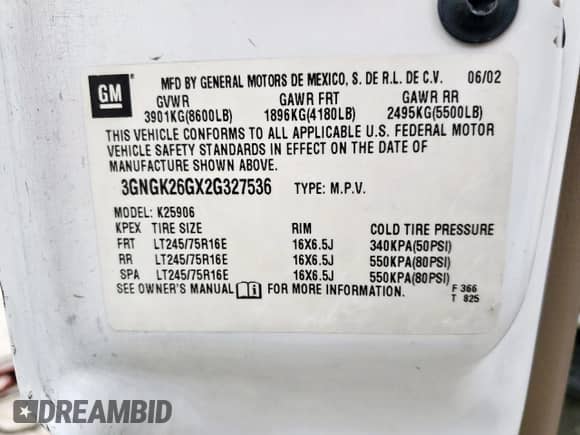 GM
MFD BY GENERAL MOTORS DE MEXICO, S. DE R.L. DE C.V. 06/02
GVWR GAWR FRT GAWR RR
3901KG(8600LB) 1896KG(4180LB) 2495KG(5500LB)
THIS VEHICLE CONFORMS TO ALL APPLICABLE U.S. FEDERAL MOTOR
VEHICLE SAFETY STANDARDS IN EFFECT ON THE DATE OF
MANUFACTURE SHOWN ABOVE.
3GNGK26GX2G327536 TYPE: M.P.V.
MODEL: K25906
KPEX TIRE SIZE RIM COLD TIRE PRESSURE
FRT LT245/75R16E 16X6.5J 340KPA(50PSI)
RR LT245/75R16E 16X6.5J 550KPA(80PSI)
SPA LT245/75R16E 16X6.5J 550KPA(80PSI)
SEE OWNER'S MANUAL i FOR MORE INFORMATION. F 366
T 825
DREAMBID